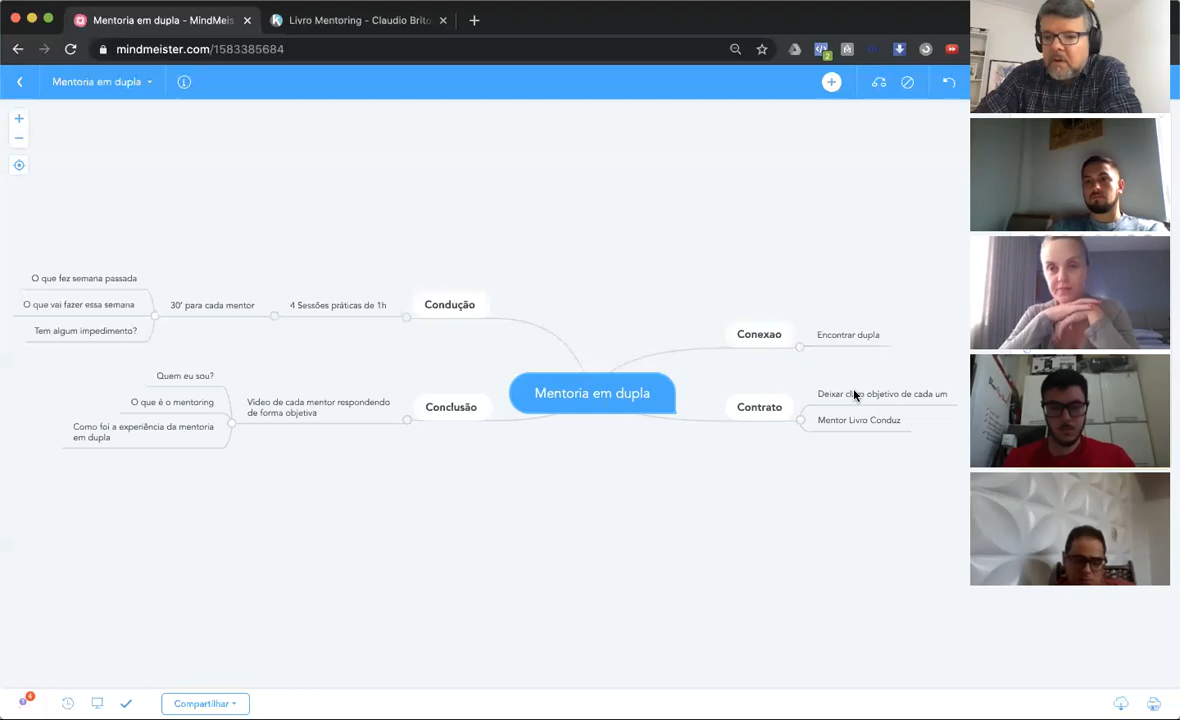 Mentoria em dupla - MindMeis
Livro Mentoring - Claudio Brito
mindmeister.com/1583385684
2
Mentoria em dupla
O que fez semana passada
O que vai fazer essa semana
Tem algum impedimento?
30' para cada mentor
4 Sessões práticas de 1h
Condução
Quem eu sou?
O que é o mentoring
Como foi a experiência da mentoria
em dupla
Vídeo de cada mentor respondendo
de forma objetiva
Conclusão
Mentoria em dupla
Conexao
Encontrar dupla
Contrato
Deixar claro objetivo de cada um
Mentor Livro Conduz
4
Compartilhar